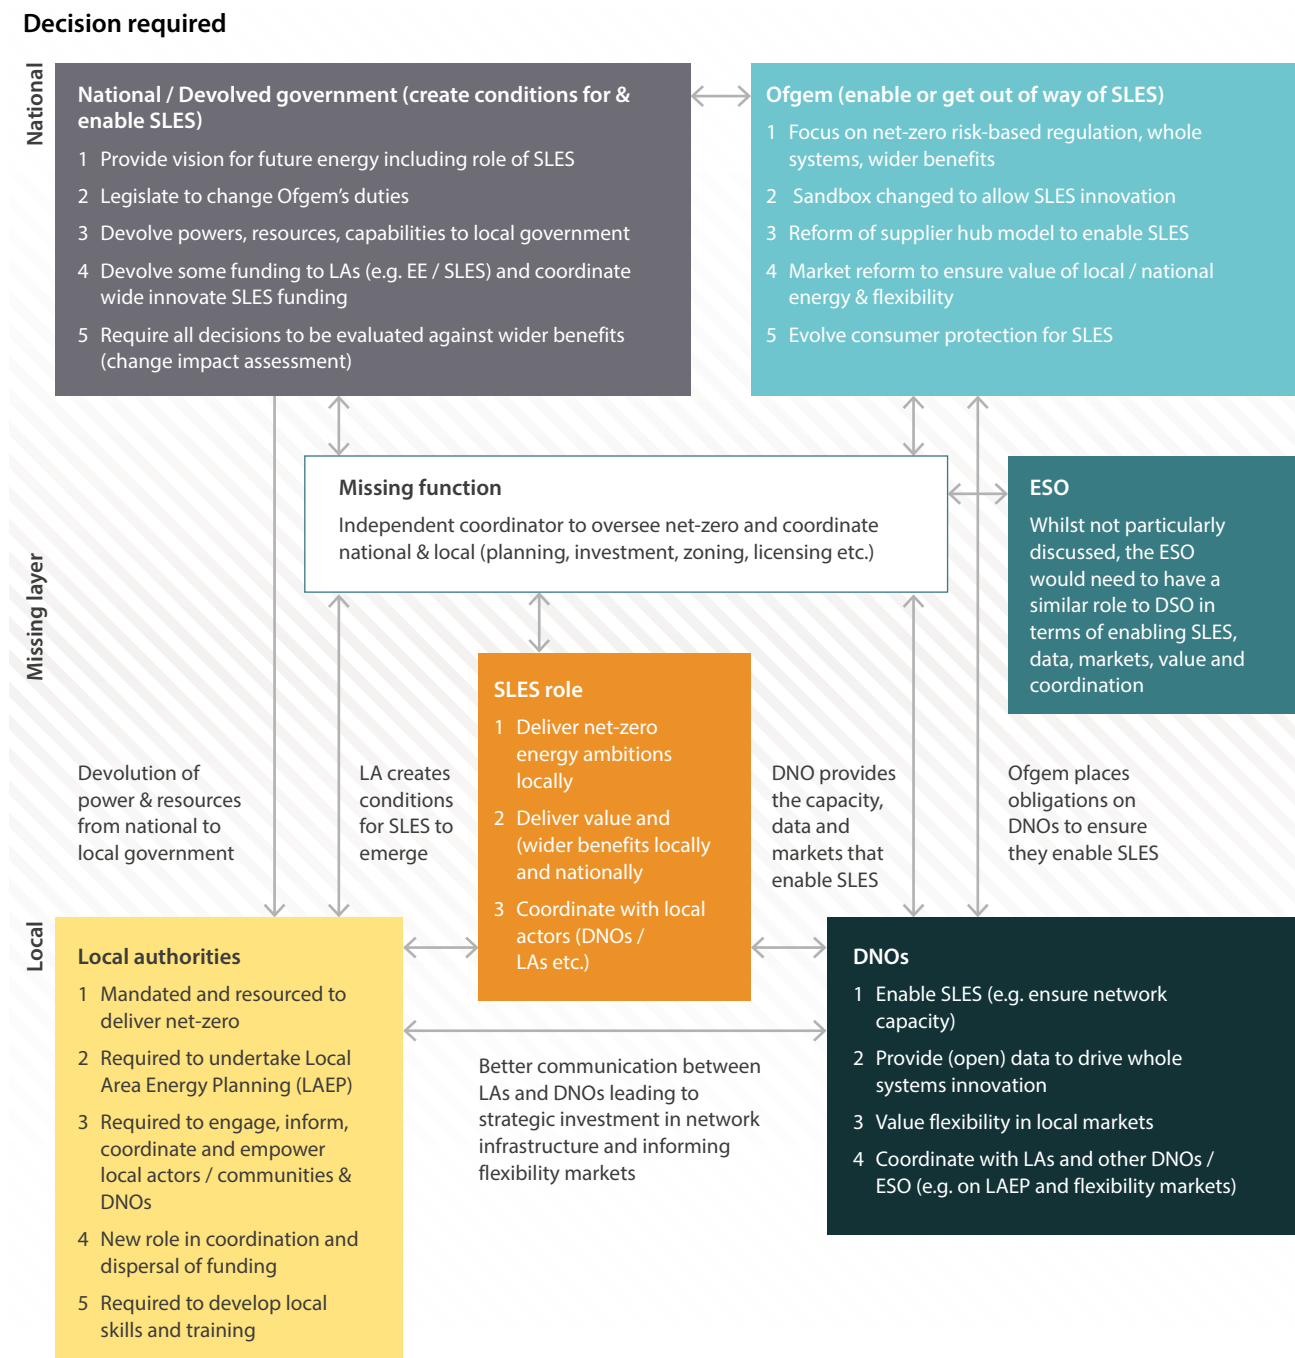 Decision required
National
National / Devolved government (create conditions for &
enable SLES)
1 Provide vision for future energy including role of SLES
2 Legislate to change Ofgem's duties
3 Devolve powers, resources, capabilities to local government
4 Devolve some funding to LAs (e.g. EE / SLES) and coordinate
wide innovate SLES funding
5 Require all decisions to be evaluated against wider benefits
(change impact assessment)
Ofgem (enable or get out of way of SLES)
1 Focus on net-zero risk-based regulation, whole
systems, wider benefits
2 Sandbox changed to allow SLES innovation
3 Reform of supplier hub model to enable SLES
4 Market reform to ensure value of local / national
energy & flexibility
5 Evolve consumer protection for SLES
Missing layer
Missing function
Independent coordinator to oversee net-zero and coordinate
national & local (planning, investment, zoning, licensing etc.)
ESO
Whilst not particularly
discussed, the ESO
would need to have a
similar role to DSO in
terms of enabling SLES,
data, markets, value and
coordination
SLES role
1 Deliver net-zero
energy ambitions
locally
2 Deliver value and
(wider benefits locally
and nationally
3 Coordinate with local
actors (DNOs /
LAs etc.)
Devolution of
power & resources
from national to
local government
LA creates
conditions
for SLES to
emerge
DNO provides
the capacity,
data and
markets that
enable SLES
Ofgem places
obligations on
DNOs to ensure
they enable SLES
Local
Local authorities
1 Mandated and resourced to
deliver net-zero
2 Required to undertake Local
Area Energy Planning (LAEP)
3 Required to engage, inform,
coordinate and empower
local actors / communities &
DNOs
4 New role in coordination and
dispersal of funding
5 Required to develop local
skills and training
Better communication between
LAs and DNOs leading to
strategic investment in network
infrastructure and informing
flexibility markets
DNOs
1 Enable SLES (e.g. ensure network
capacity)
2 Provide (open) data to drive whole
systems innovation
3 Value flexibility in local markets
4 Coordinate with LAs and other DNOs /
ESO (e.g. on LAEP and flexibility markets)